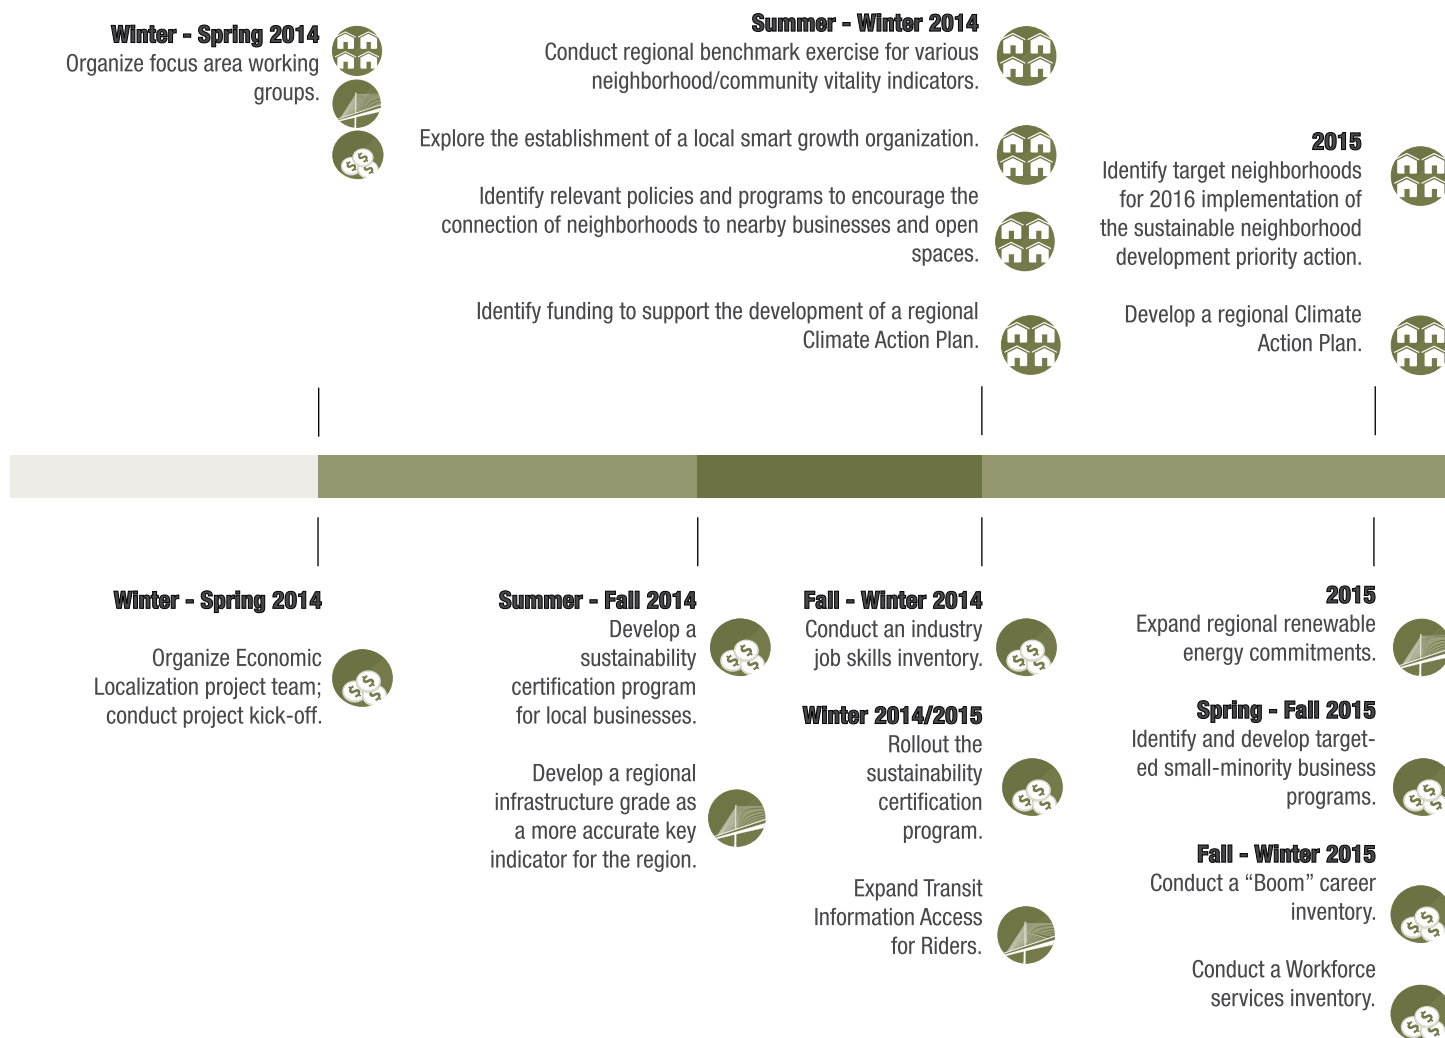 Winter - Spring 2014
Organize focus area working
groups.
Summer - Winter 2014
Conduct regional benchmark exercise for various
neighborhood/community vitality indicators.
Explore the establishment of a local smart growth organization.
Identify relevant policies and programs to encourage the
connection of neighborhoods to nearby businesses and open
spaces.
Identify funding to support the development of a regional
Climate Action Plan.
2015
Identify target neighborhoods
for 2016 implementation of
the sustainable neighborhood
development priority action.
Develop a regional Climate
Action Plan.
Winter - Spring 2014
Organize Economic
Localization project team;
conduct project kick-off.
Summer - Fall 2014
Develop a
sustainability
certification program
for local businesses.
Develop a regional
infrastructure grade as
a more accurate key
indicator for the region.
Fall - Winter 2014
Conduct an industry
job skills inventory.
Winter 2014/2015
Rollout the
sustainability
certification
program.
Expand Transit
Information Access
for Riders.
2015
Expand regional renewable
energy commitments.
Spring - Fall 2015
Identify and develop target-
ed small-minority business
programs.
Fall - Winter 2015
Conduct a “Boom” career
inventory.
Conduct a Workforce
services inventory.